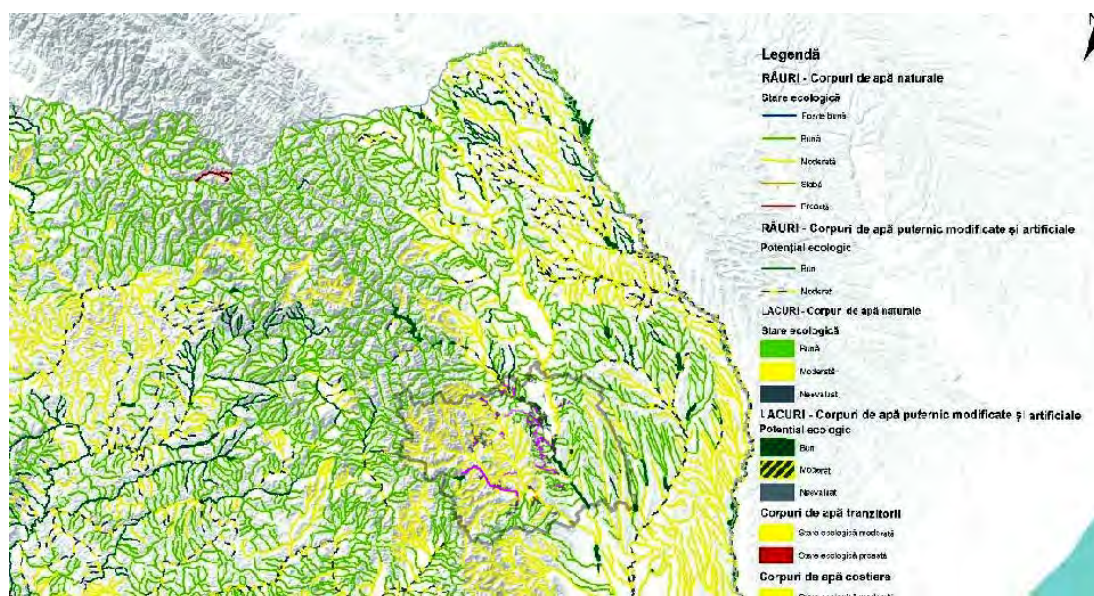 N
Legendă
RÂURI - Corpuri de apă naturale
Stare ecologică
Foarte bună
Bună
Moderată
Slabă
Proastă
RÂURI - Corpuri de apă puternic modificate și artificiale
Potențial ecologic
Bun
Moderat
LACURI - Corpuri de apă naturale
Stare ecologică
Bună
Moderată
Neevaluat
LACURI - Corpuri de apă puternic modificate și artificiale
Potențial ecologic
Bun
Moderat
Neevaluat
Corpuri de apă tranzitorii
Stare ecologică moderată
Stare ecologică proastă
Corpuri de apă costiere
Stare ecologică moderată